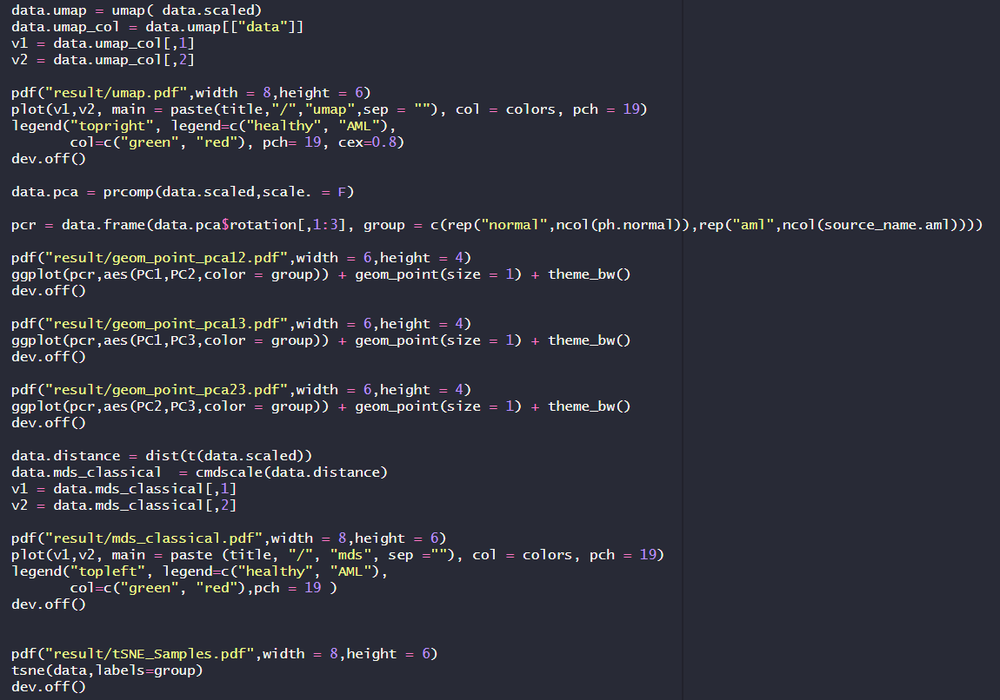 data.umap = umap( data.scaled)
data.umap_col = data.umap[["data"]]
v1 = data.umap_col[,1]
v2 = data.umap_col[,2]
pdf("result/umap.pdf",width = 8,height = 6)
plot(v1,v2, main = paste(title,"/","umap",sep = ""), col = colors, pch = 19)
legend("topright", legend=c("healthy", "AML"),
       col=c("green", "red"), pch= 19, cex=0.8)
dev.off()
data.pca = prcomp(data.scaled,scale. = F)
pcr = data.frame(data.pca$rotation[,1:3], group = c(rep("normal",ncol(ph.normal)),rep("aml",ncol(source_name.aml))))
pdf("result/geom_point_pca12.pdf",width = 6,height = 4)
ggplot(pcr,aes(PC1,PC2,color = group)) + geom_point(size = 1) + theme_bw()
dev.off()
pdf("result/geom_point_pca13.pdf",width = 6,height = 4)
ggplot(pcr,aes(PC1,PC3,color = group)) + geom_point(size = 1) + theme_bw()
dev.off()
pdf("result/geom_point_pca23.pdf",width = 6,height = 4)
ggplot(pcr,aes(PC2,PC3,color = group)) + geom_point(size = 1) + theme_bw()
dev.off()
data.distance = dist(t(data.scaled))
data.mds_classical  = cmdscale(data.distance)
v1 = data.mds_classical[,1]
v2 = data.mds_classical[,2]
pdf("result/mds_classical.pdf",width = 8,height = 6)
plot(v1,v2, main = paste (title, "/", "mds", sep =""), col = colors, pch = 19)
legend("topleft", legend=c("healthy", "AML"),
       col=c("green", "red"),pch = 19 )
dev.off()
pdf("result/tSNE_Samples.pdf",width = 8,height = 6)
tsne(data,labels=group)
dev.off()